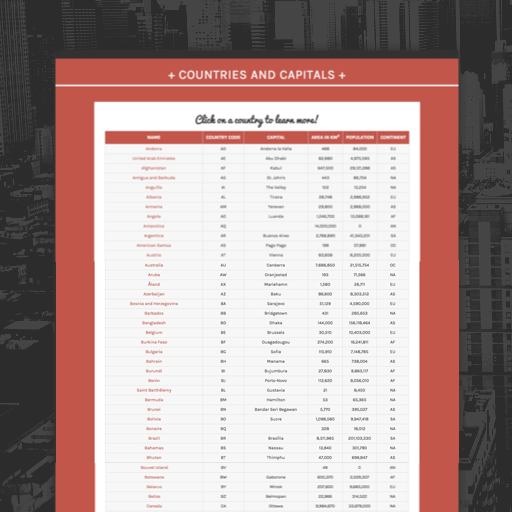 + COUNTRIES AND CAPITALS +
Click on a country to learn more!
NAME COUNTRY CODE CAPITAL AREA IN KM² POPULATION CONTINENT
Andorra AD Andorra la Vella 468 84,000 EU
United Arab Emirates AE Abu Dhabi 82,880 4,975,593 AS
Afghanistan AF Kabul 647,500 29,121,286 AS
Antigua and Barbuda AG St. John's 443 86,754 NA
Anguilla AI The Valley 102 13,254 NA
Albania AL Tirana 28,748 2,986,952 EU
Armenia AM Yerevan 29,800 2,968,000 AS
Angola AO Luanda 1,246,700 13,068,161 AF
Antarctica AQ 14,000,000 0 AN
Argentina AR Buenos Aires 2,766,890 41,343,201 SA
American Samoa AS Pago Pago 199 57,881 OC
Austria AT Vienna 83,858 8,205,000 EU
Australia AU Canberra 7,686,850 21,515,754 OC
Aruba AW Oranjestad 193 71,566 NA
Åland AX Mariehamn 1,580 26,711 EU
Azerbaijan AZ Baku 86,600 8,303,512 AS
Bosnia and Herzegovina BA Sarajevo 51,129 4,590,000 EU
Barbados BB Bridgetown 431 285,653 NA
Bangladesh BD Dhaka 144,000 156,118,464 AS
Belgium BE Brussels 30,510 10,403,000 EU
Burkina Faso BF Ouagadougou 274,200 16,241,811 AF
Bulgaria BG Sofia 110,910 7,148,785 EU
Bahrain BH Manama 665 738,004 AS
Burundi BI Bujumbura 27,830 9,863,117 AF
Benin BJ Porto-Novo 112,620 9,056,010 AF
Saint Barthélemy BL Gustavia 21 8,450 NA
Bermuda BM Hamilton 53 65,365 NA
Brunei BN Bandar Seri Begawan 5,770 395,027 AS
Bolivia BO Sucre 1,098,580 9,947,418 SA
Bonaire BQ 328 18,012 NA
Brazil BR Brasília 8,511,965 201,103,330 SA
Bahamas BS Nassau 13,940 301,790 NA
Bhutan BT Thimphu 47,000 699,847 AS
Bouvet Island BV 49 0 AN
Botswana BW Gaborone 600,370 2,029,307 AF
Belarus BY Minsk 207,600 9,685,000 EU
Belize BZ Belmopan 22,966 314,522 NA
Canada CA Ottawa 9,984,670 33,679,000 NA